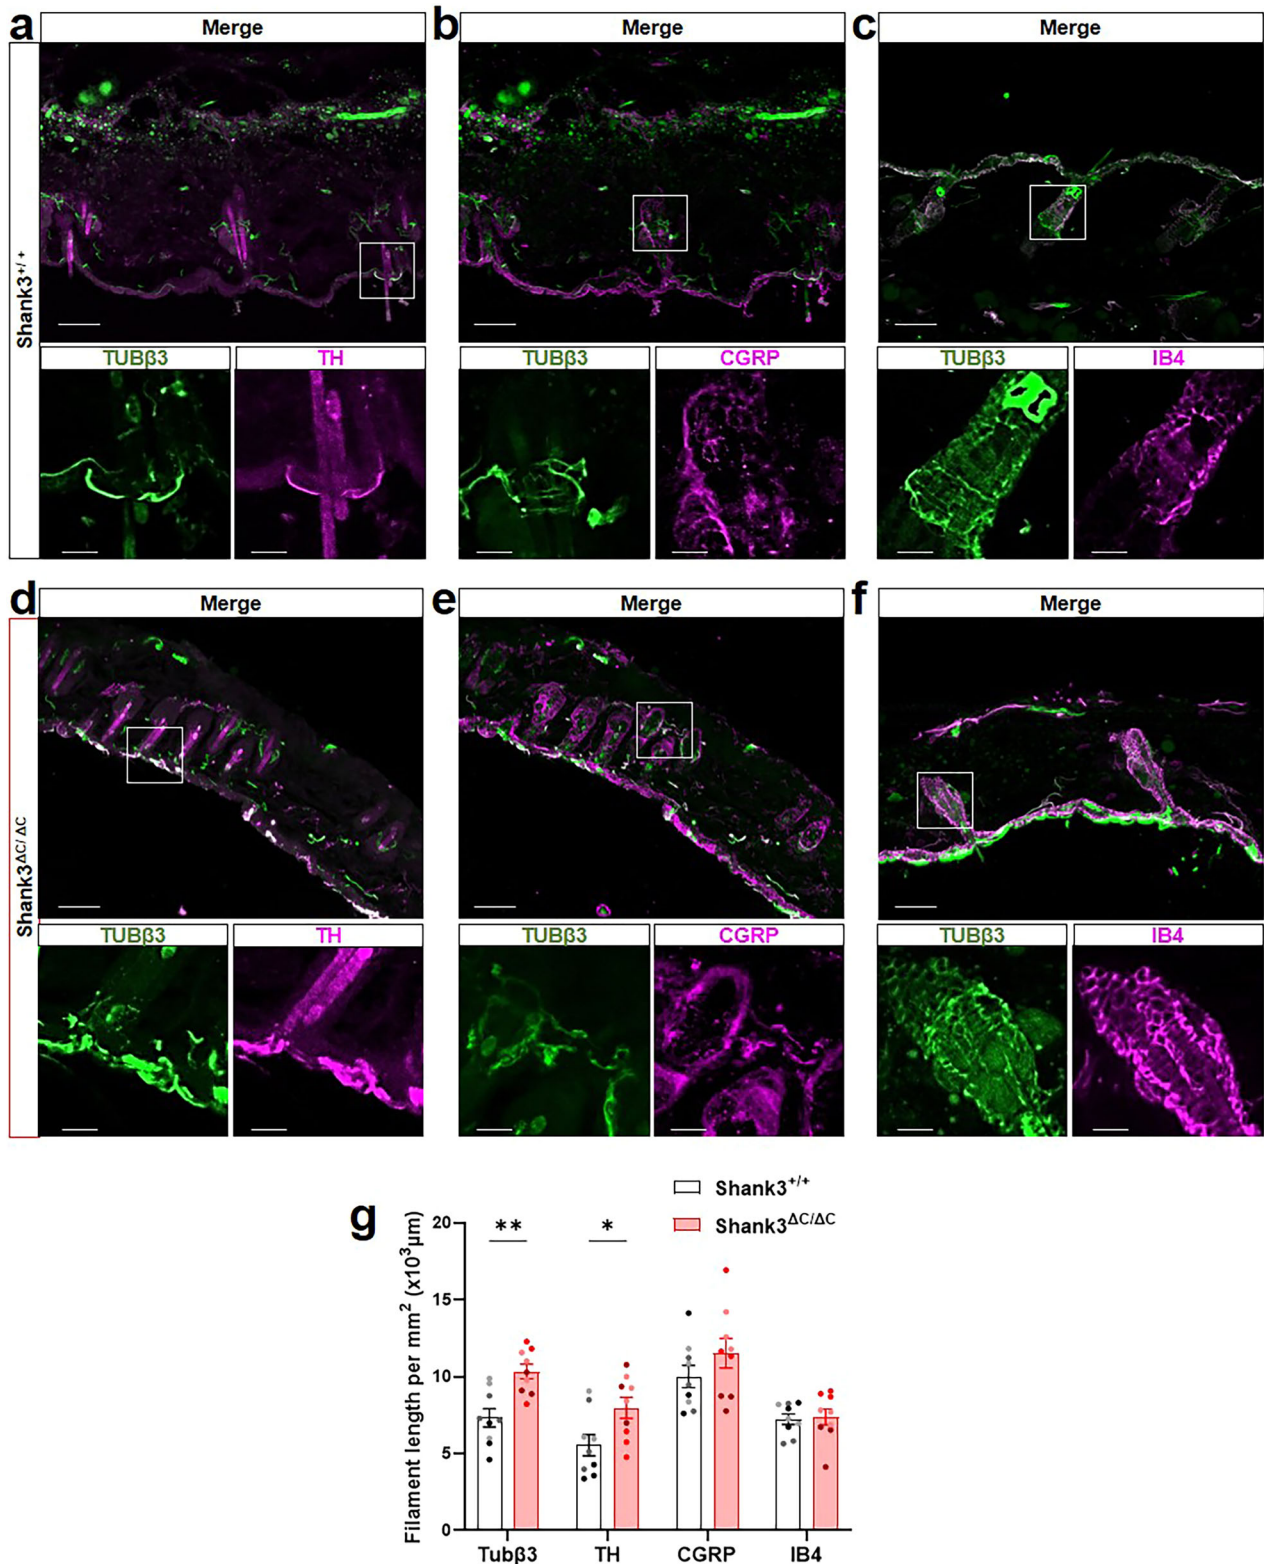 a
Merge
b
Merge
c
Merge
Shank3+/+
TUBβ3
TH
TUBβ3
CGRP
TUBβ3
IB4
d
Merge
e
Merge
f
Merge
Shank3ΔC/ΔC
TUBβ3
TH
TUBβ3
CGRP
TUBβ3
IB4
g
Shank3+/+
Shank3ΔC/ΔC
Filament length per mm² (x10³μm)
20
15
10
5
0
** *
Tubβ3 TH CGRP IB4